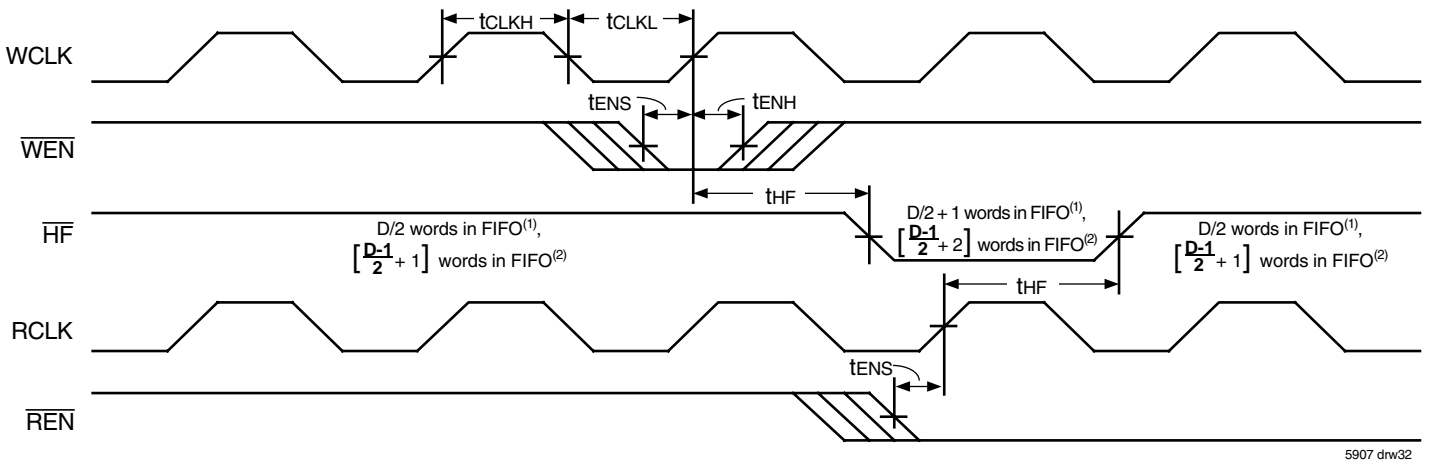 tCLKH
tCLKL
WCLK
tENS
tENH
WEN
tHF
HF
D/2 words in FIFO(1),
[D-1/2 + 1] words in FIFO(2)
D/2 + 1 words in FIFO(1),
[D-1/2 + 2] words in FIFO(2)
D/2 words in FIFO(1),
[D-1/2 + 1] words in FIFO(2)
tHF
RCLK
tENS
REN
5907 drw32